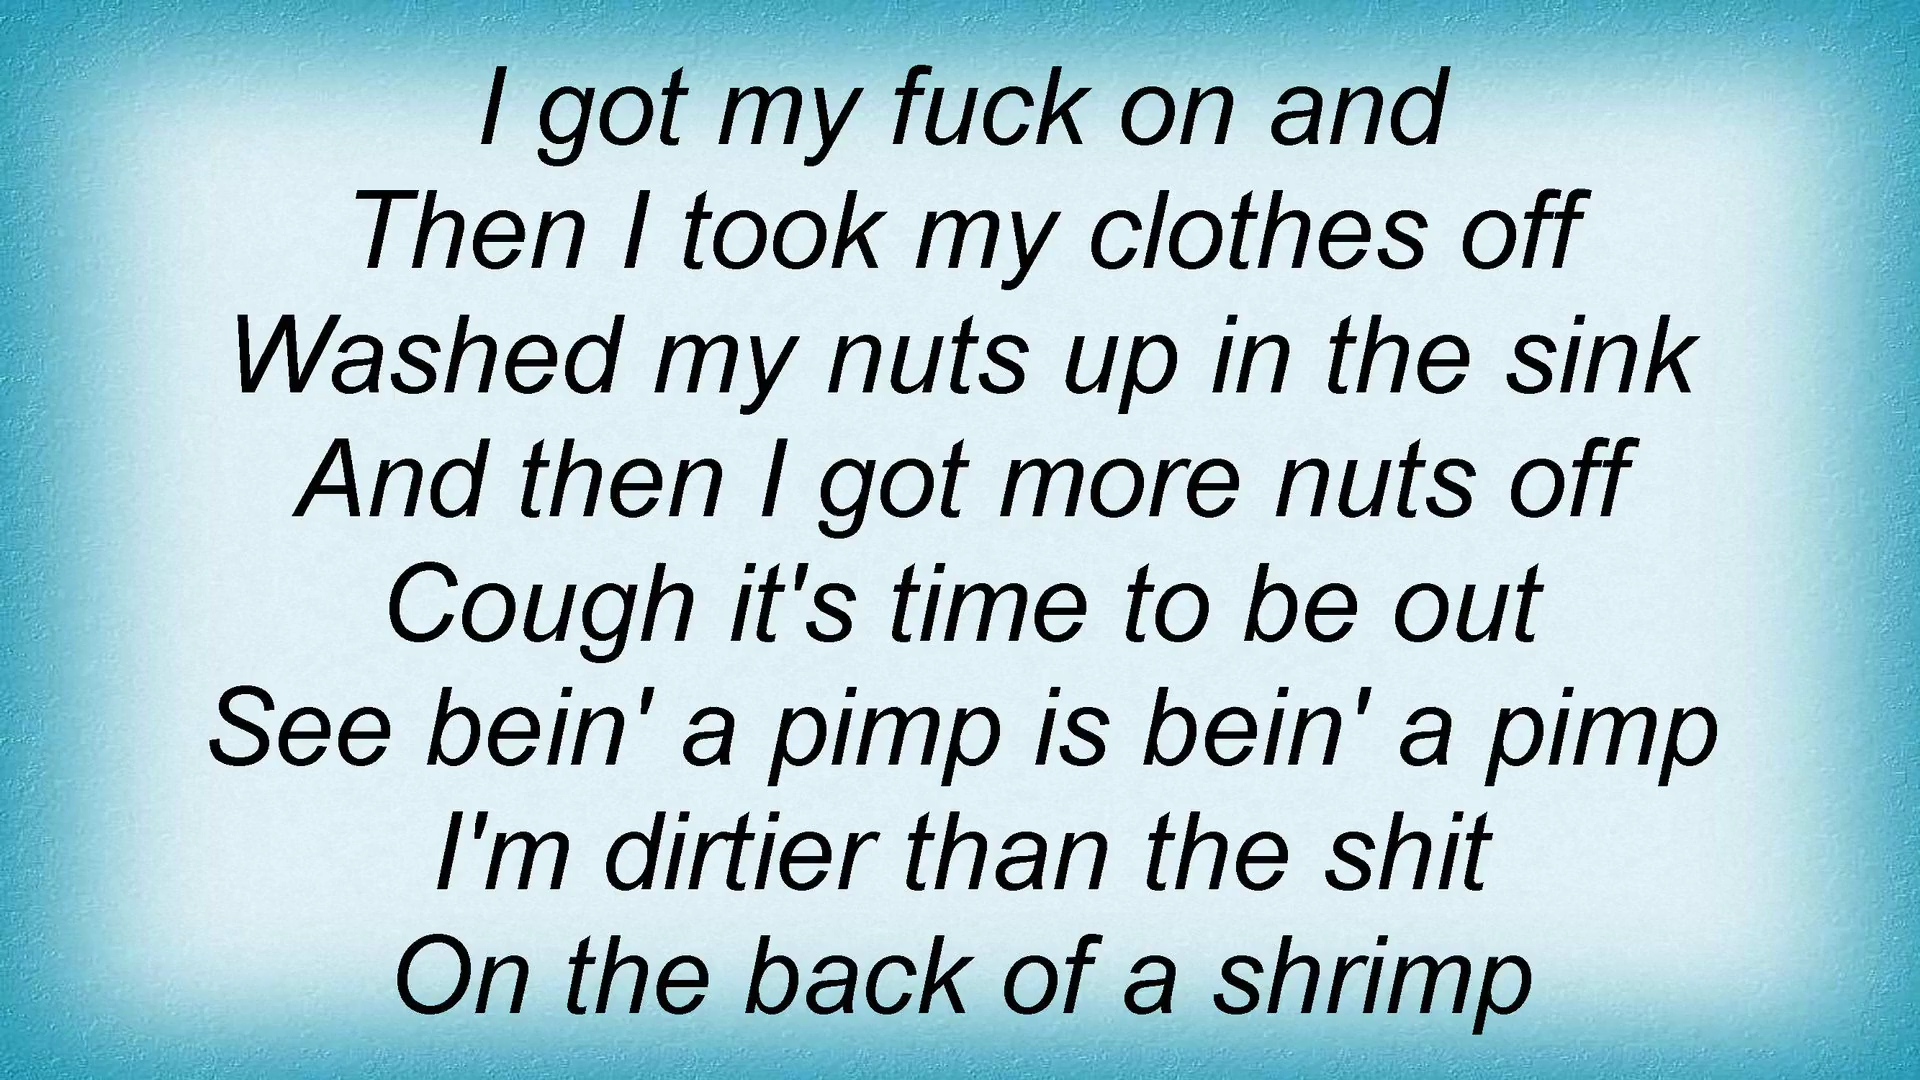 I got my fuck on and
Then I took my clothes off
Washed my nuts up in the sink
And then I got more nuts off
Cough it's time to be out
See bein' a pimp is bein' a pimp
I'm dirtier than the shit
On the back of a shrimp